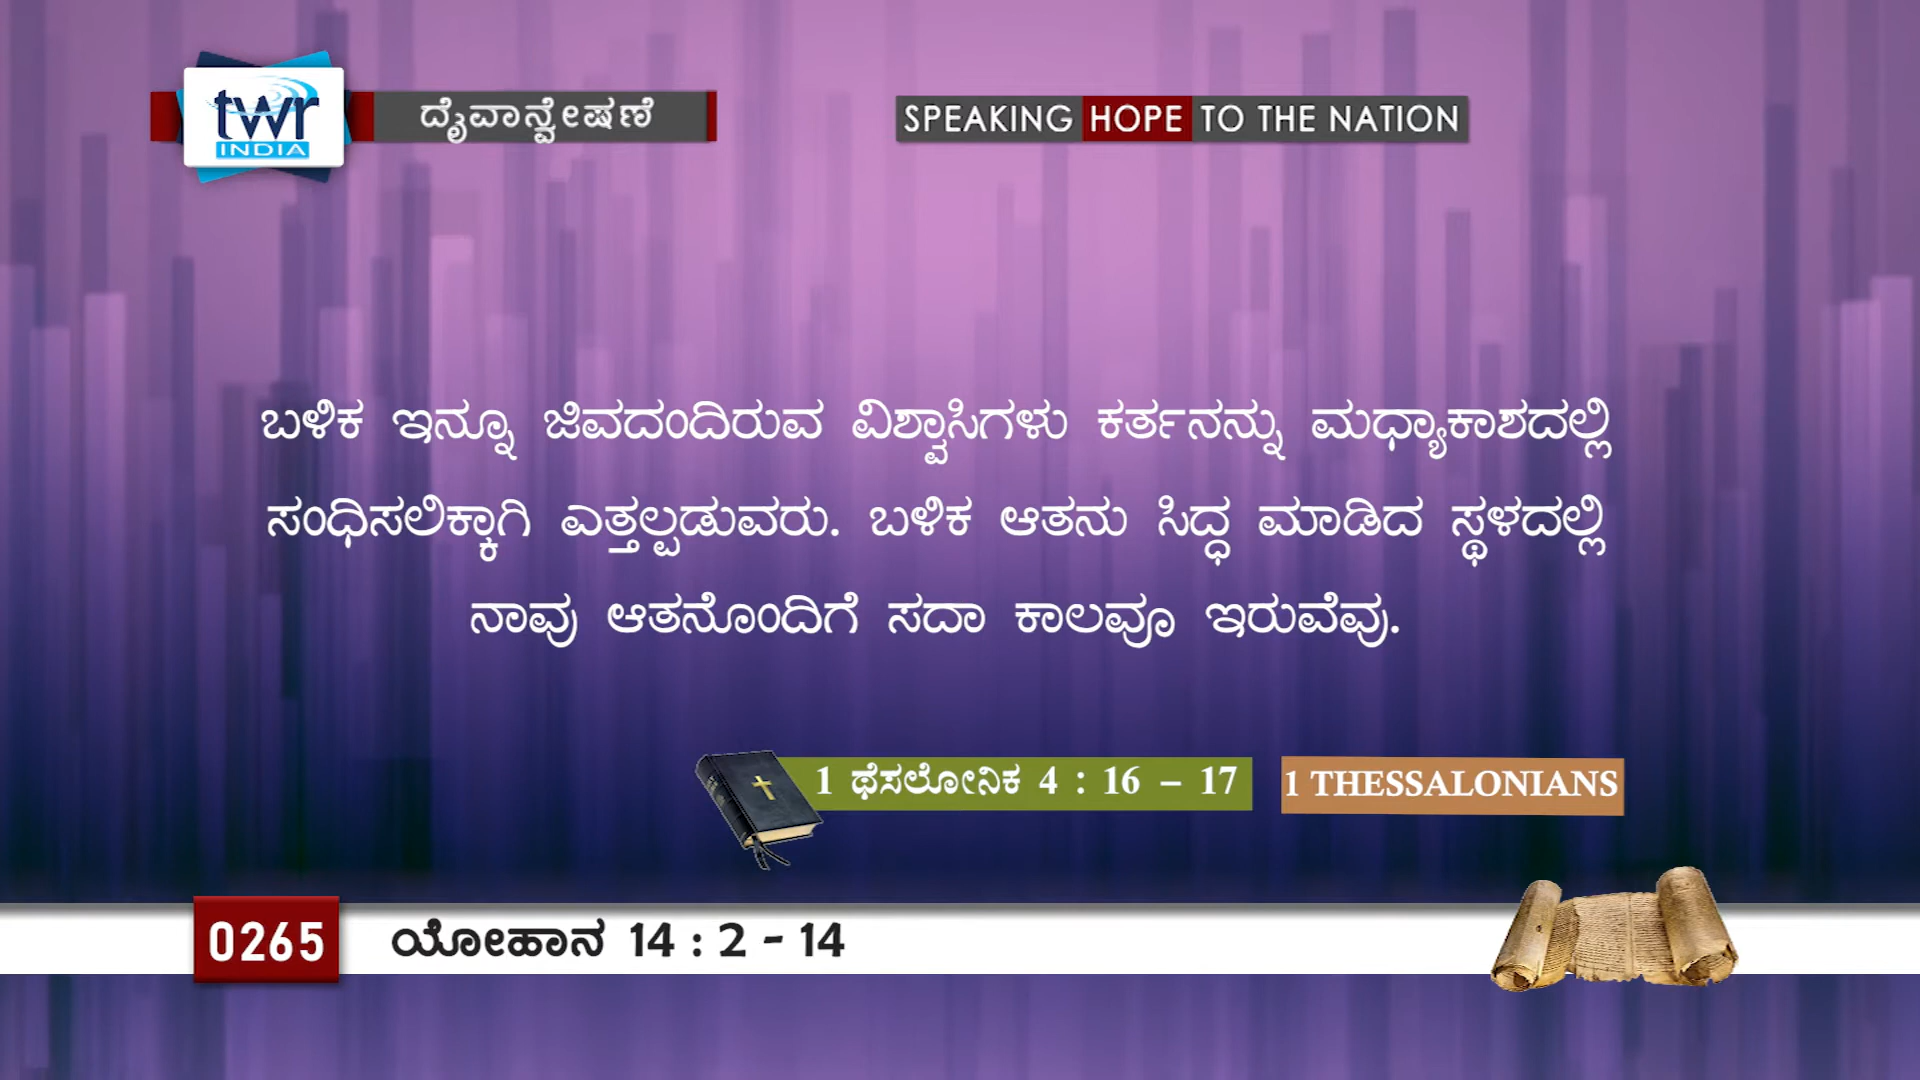 twr
INDIA
ದೈವಾನ್ವೇಷಣೆ
SPEAKING HOPE TO THE NATION
ಬಳಿಕ ಇನ್ನೂ ಜಿವದಂದಿರುವ ವಿಶ್ವಾಸಿಗಳು ಕರ್ತನನ್ನು ಮಧ್ಯಾಕಾಶದಲ್ಲಿ
ಸಂಧಿಸಲಿಕ್ಕಾಗಿ ಎತ್ತಲ್ಪಡುವರು. ಬಳಿಕ ಆತನು ಸಿದ್ಧ ಮಾಡಿದ ಸ್ಥಳದಲ್ಲಿ
ನಾವು ಆತನೊಂದಿಗೆ ಸದಾ ಕಾಲವೂ ಇರುವೆವು.
1 ಥೆಸಲೋನಿಕ 4 : 16 – 17
1 THESSALONIANS
0265
ಯೋಹಾನ 14 : 2 - 14